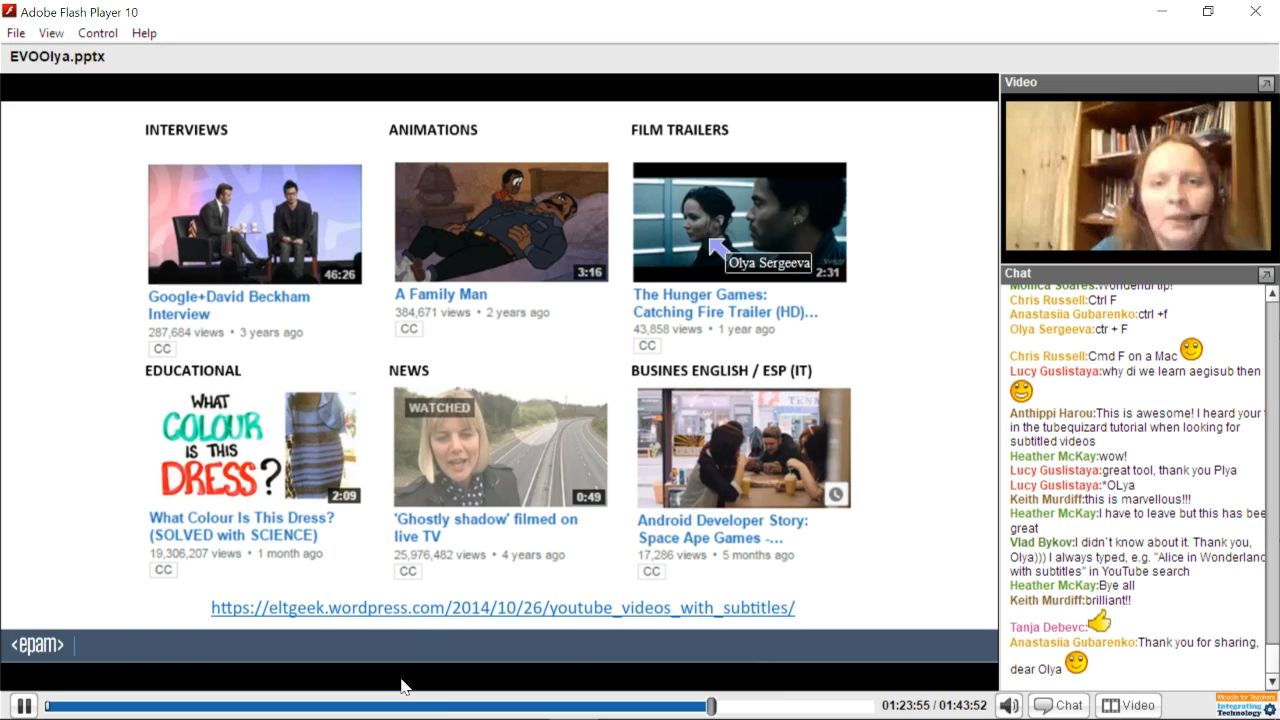 Adobe Flash Player 10
File View Control Help
EVOOlya.pptx
INTERVIEWS
ANIMATIONS
FILM TRAILERS
46:26
3:16
Olya Sergeeva
2:31
Google+David Beckham
Interview
287,684 views • 3 years ago
CC
A Family Man
384,671 views • 2 years ago
CC
The Hunger Games:
Catching Fire Trailer (HD)...
43,858 views • 1 year ago
CC
EDUCATIONAL
NEWS
BUSINES ENGLISH / ESP (IT)
WHAT
COLOUR
IS THIS
DRESS?
2:09
WATCHED
0:49
What Colour Is This Dress?
(SOLVED with SCIENCE)
19,306,207 views • 1 month ago
CC
'Ghostly shadow' filmed on
live TV
25,976,482 views • 4 years ago
CC
Android Developer Story:
Space Ape Games -...
17,286 views • 5 months ago
CC
https://eltgeek.wordpress.com/2014/10/26/youtube_videos_with_subtitles/
<epam>
Video
Chat
Monica Soares:Wonderful tip!
Chris Russell:Ctrl F
Anastasiia Gubarenko:ctrl +f
Olya Sergeeva:ctr + F
Chris Russell:Cmd F on a Mac
Lucy Guslistaya:why di we learn aegisub then
Anthippi Harou:This is awesome! I heard your
in the tubequizard tutorial when looking for
subtitled videos
Heather McKay:wow!
Lucy Guslistaya:great tool, thank you Plya
Lucy Guslistaya:*OLya
Keith Murdiff:this is marvellous!!!
Heather McKay:I have to leave but this has bee
great
Vlad Bykov:I didn`t know about it. Thank you,
Olya))) I always typed, e.g. "Alice in Wonderland
with subtitles" in YouTube search
Heather McKay:Bye all
Keith Murdiff:brilliant!!
Tanja Debevc:
Anastasiia Gubarenko:Thank you for sharing,
dear Olya
01:23:55 / 01:43:52
Chat
Video
Moodle for Teachers
Integrating
Technology